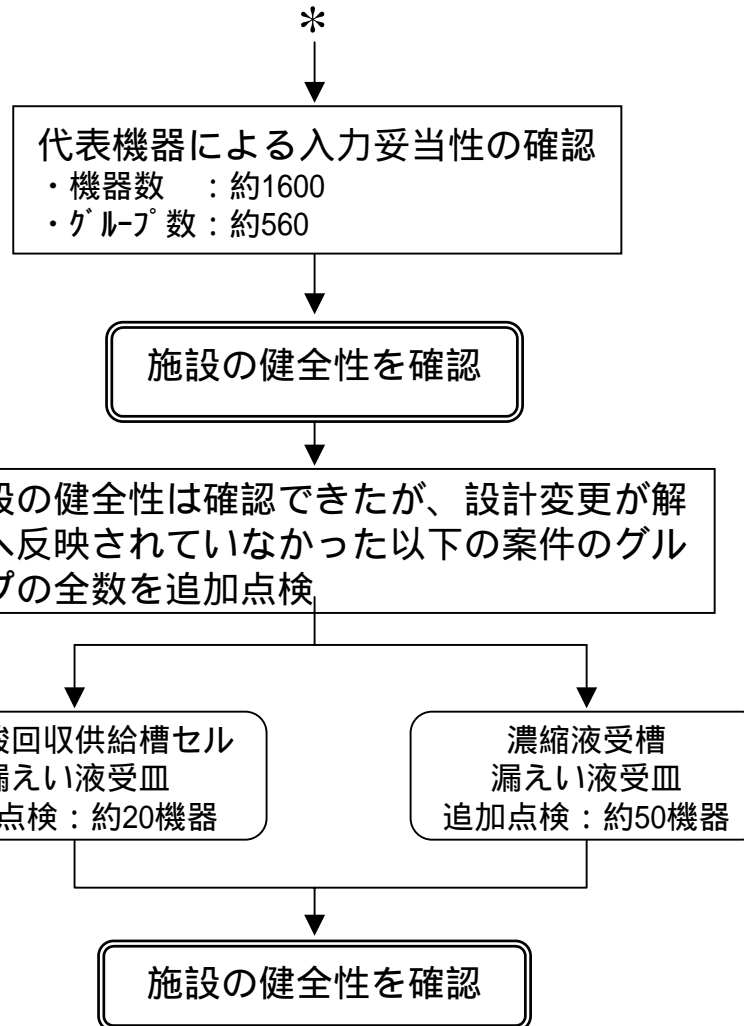 *
代表機器による入力妥当性の確認
・機器数　：約1600
・ｸﾞﾙｰﾌﾟ数：約560
施設の健全性を確認
設の健全性は確認できたが、設計変更が解
へ反映されていなかった以下の案件のグル
プの全数を追加点検
回収供給槽セル
漏えい液受皿
点検：約20機器
濃縮液受槽
漏えい液受皿
追加点検：約50機器
施設の健全性を確認